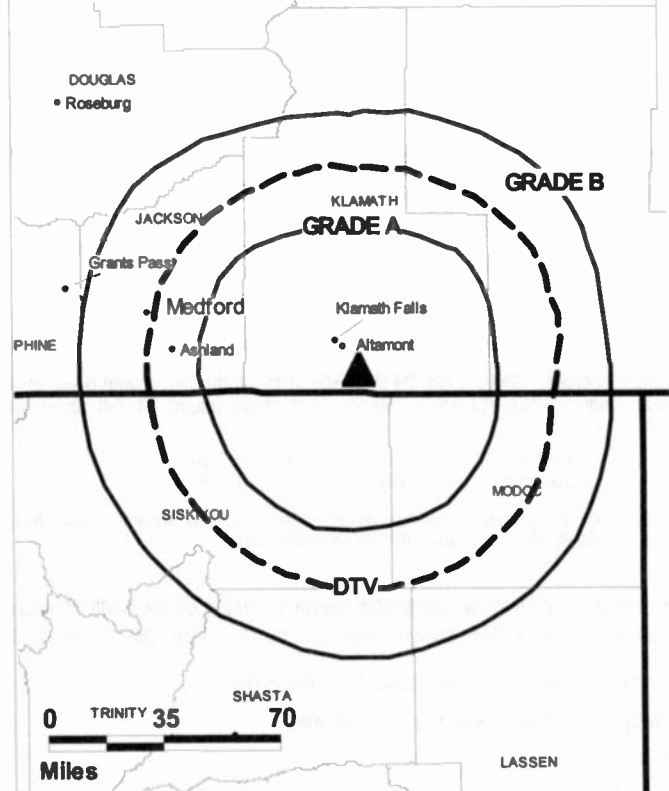 DOUGLAS
Roseburg
GRADE B
KLAMATH
JACKSON
GRADE A
Grants Pass
Medford
Klamath Falls
PHINE
Ashland
Altamont
MODOC
SISKIYOU
DTV
SHASTA
TRINITY
0 35 70
Miles
LASSEN